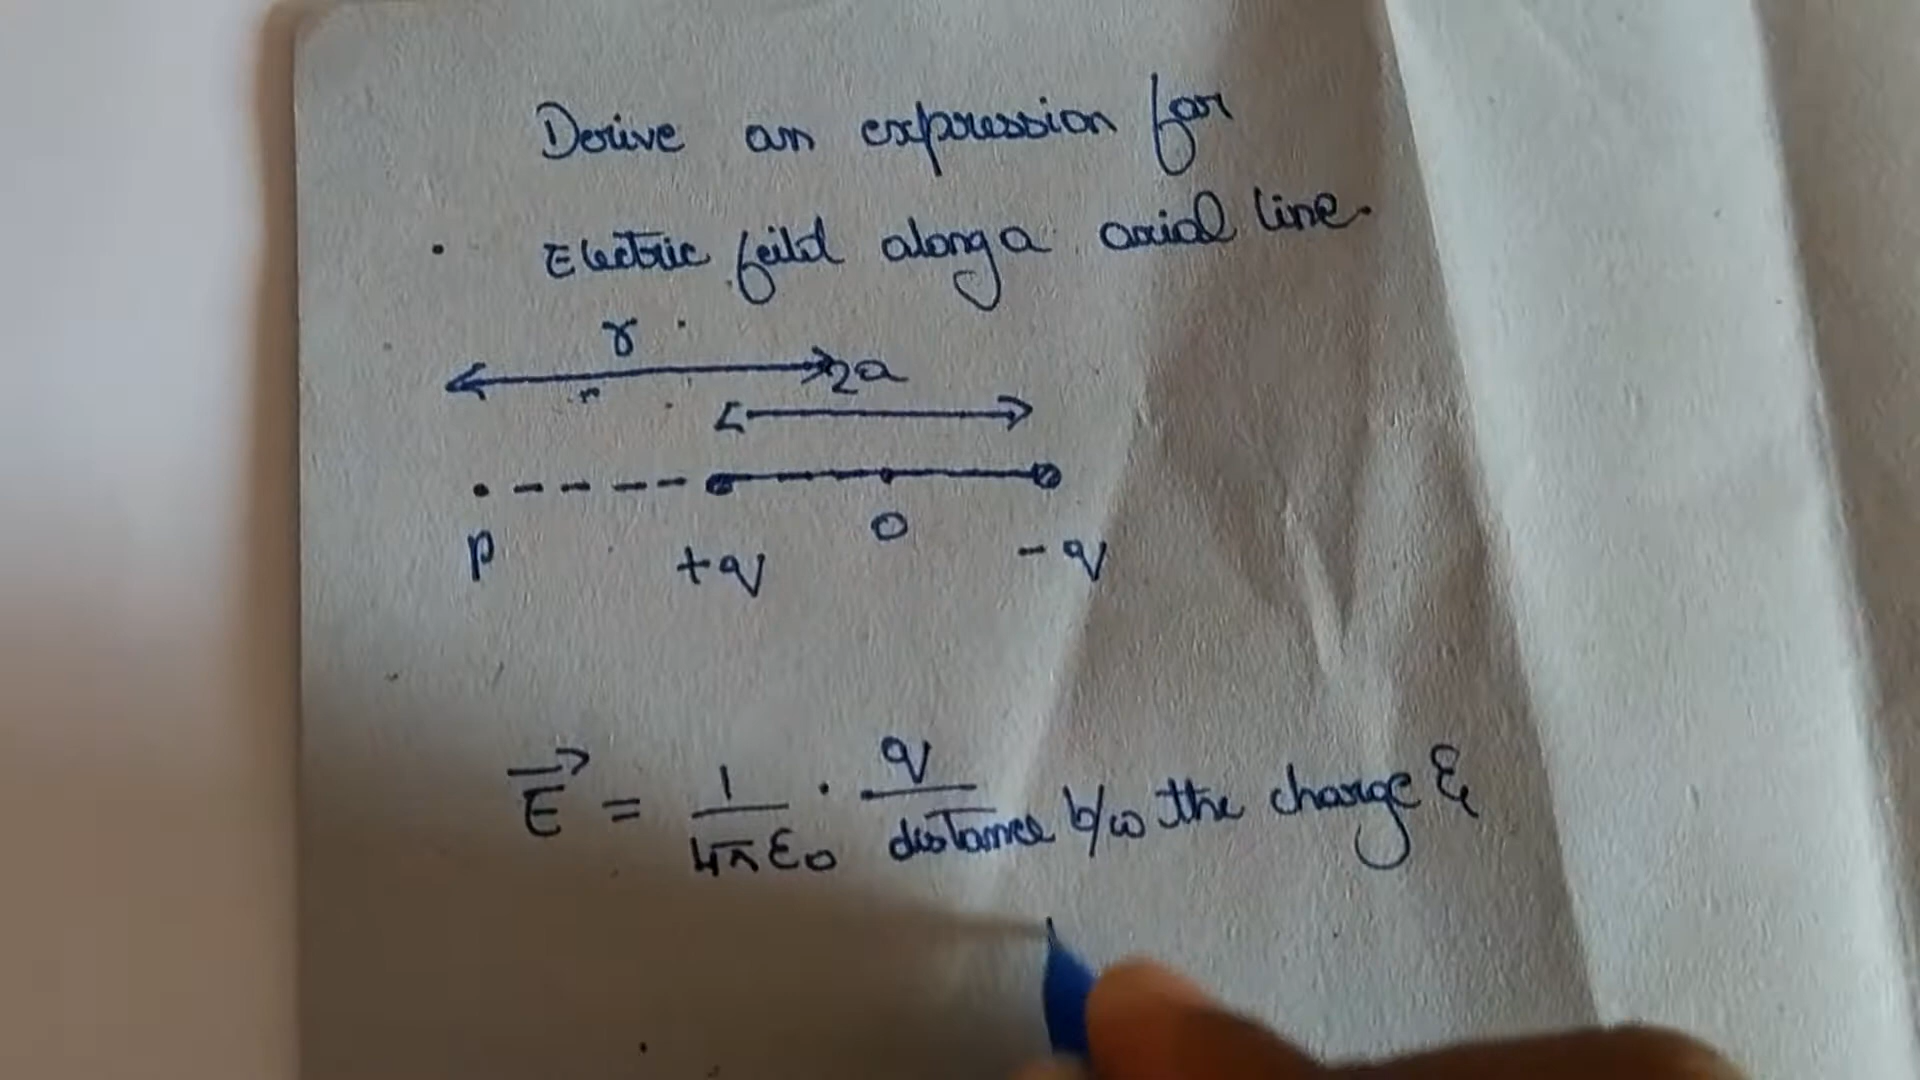 Derive an expression for
Electric feild along a axial line.
r
2a
P
+q
O
-q
E = 1/4πε0 · q/distance b/w the charge &